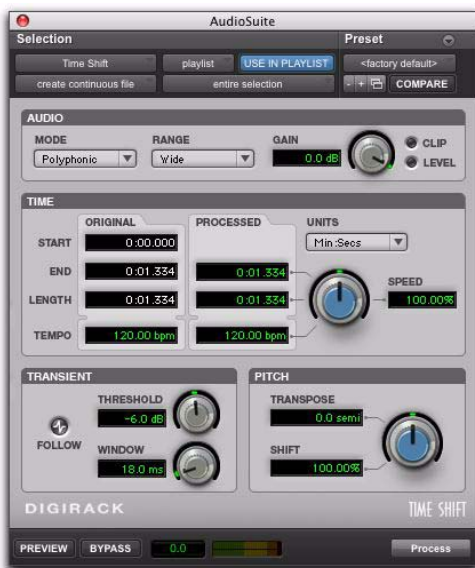 AudioSuite
Selection
Preset
Time Shift
playlist
USE IN PLAYLIST
<factory default>
create continuous file
entire selection
- +
COMPARE
AUDIO
MODE
RANGE
GAIN
CLIP
Polyphonic
Wide
0.0 dB
LEVEL
TIME
ORIGINAL
PROCESSED
UNITS
START
0:00.000
Min:Secs
END
0:01.334
0:01.334
SPEED
LENGTH
0:01.334
0:01.334
100.00%
TEMPO
120.00 bpm
120.00 bpm
TRANSIENT
THRESHOLD
-6.0 dB
FOLLOW
WINDOW
18.0 ms
PITCH
TRANSPOSE
0.0 semi
SHIFT
100.00%
DIGIRACK
TIME SHIFT
PREVIEW
BYPASS
0.0
Process